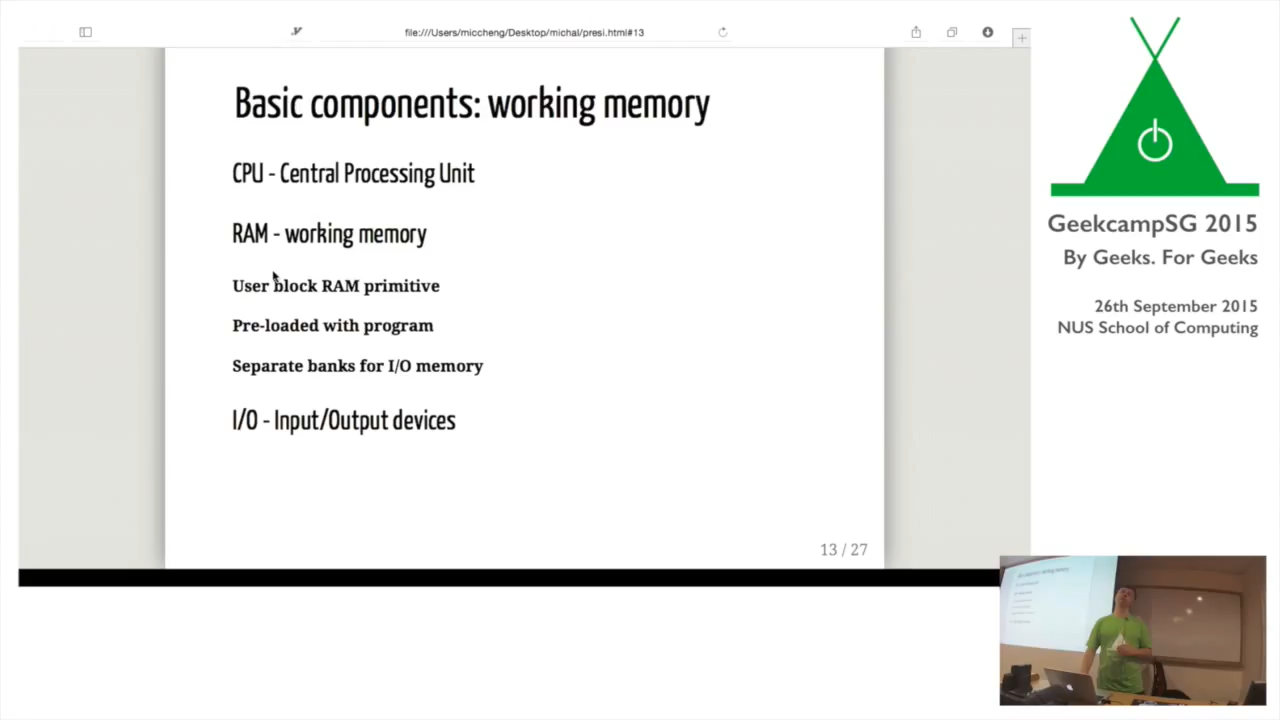 file:///Users/miccheng/Desktop/michal/presi.html#13
Basic components: working memory
CPU - Central Processing Unit
RAM - working memory
User block RAM primitive
Pre-loaded with program
Separate banks for I/O memory
I/O - Input/Output devices
13 / 27
GeekcampSG 2015
By Geeks. For Geeks
26th September 2015
NUS School of Computing